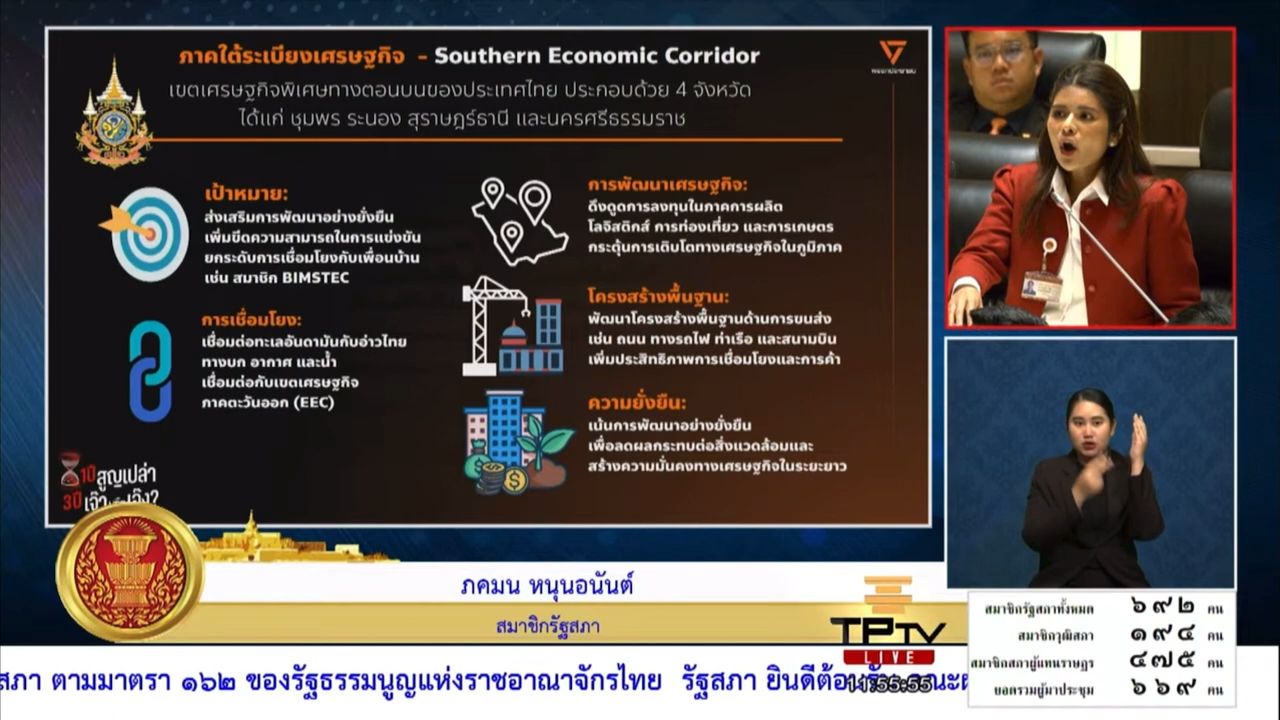 ภาคใต้ระเบียงเศรษฐกิจ - Southern Economic Corridor
เขตเศรษฐกิจพิเศษทางตอนบนของประเทศไทย ประกอบด้วย 4 จังหวัด
ได้แก่ ชุมพร ระนอง สุราษฎร์ธานี และนครศรีธรรมราช
เป้าหมาย:
ส่งเสริมการพัฒนาอย่างยั่งยืน
เพิ่มขีดความสามารถในการแข่งขัน
ยกระดับการเชื่อมโยงกับเพื่อนบ้าน
เช่น สมาชิก BIMSTEC
การเชื่อมโยง:
เชื่อมต่อทะเลอันดามันกับอ่าวไทย
ทางบก อากาศ และน้ำ
เชื่อมต่อกับเขตเศรษฐกิจ
ภาคตะวันออก (EEC)
การพัฒนาเศรษฐกิจ:
ดึงดูดการลงทุนในภาคการผลิต
โลจิสติกส์ การท่องเที่ยว และการเกษตร
กระตุ้นการเติบโตทางเศรษฐกิจในภูมิภาค
โครงสร้างพื้นฐาน:
พัฒนาโครงสร้างพื้นฐานด้านการขนส่ง
เช่น ถนน ทางรถไฟ ท่าเรือ และสนามบิน
เพิ่มประสิทธิภาพการเชื่อมโยงและการค้า
ความยั่งยืน:
เน้นการพัฒนาอย่างยั่งยืน
เพื่อลดผลกระทบต่อสิ่งแวดล้อมและ
สร้างความมั่นคงทางเศรษฐกิจในระยะยาว
1ปีสูญเปล่า
3ปี เจ๊า เจ๊ง?
ภคมน หนุนอนันต์
สมาชิกรัฐสภา
TPTV
LIVE
11:55:55
สมาชิกรัฐสภาทั้งหมด ๖๙๒ คน
สมาชิกวุฒิสภา ๑๙๔ คน
สมาชิกสภาผู้แทนราษฎร ๔๗๕ คน
ยอดรวมผู้มาประชุม ๖๖๙ คน
สภา ตามมาตรา ๑๖๒ ของรัฐธรรมนูญแห่งราชอาณาจักรไทย รัฐสภา ยินดีต้อนรับ